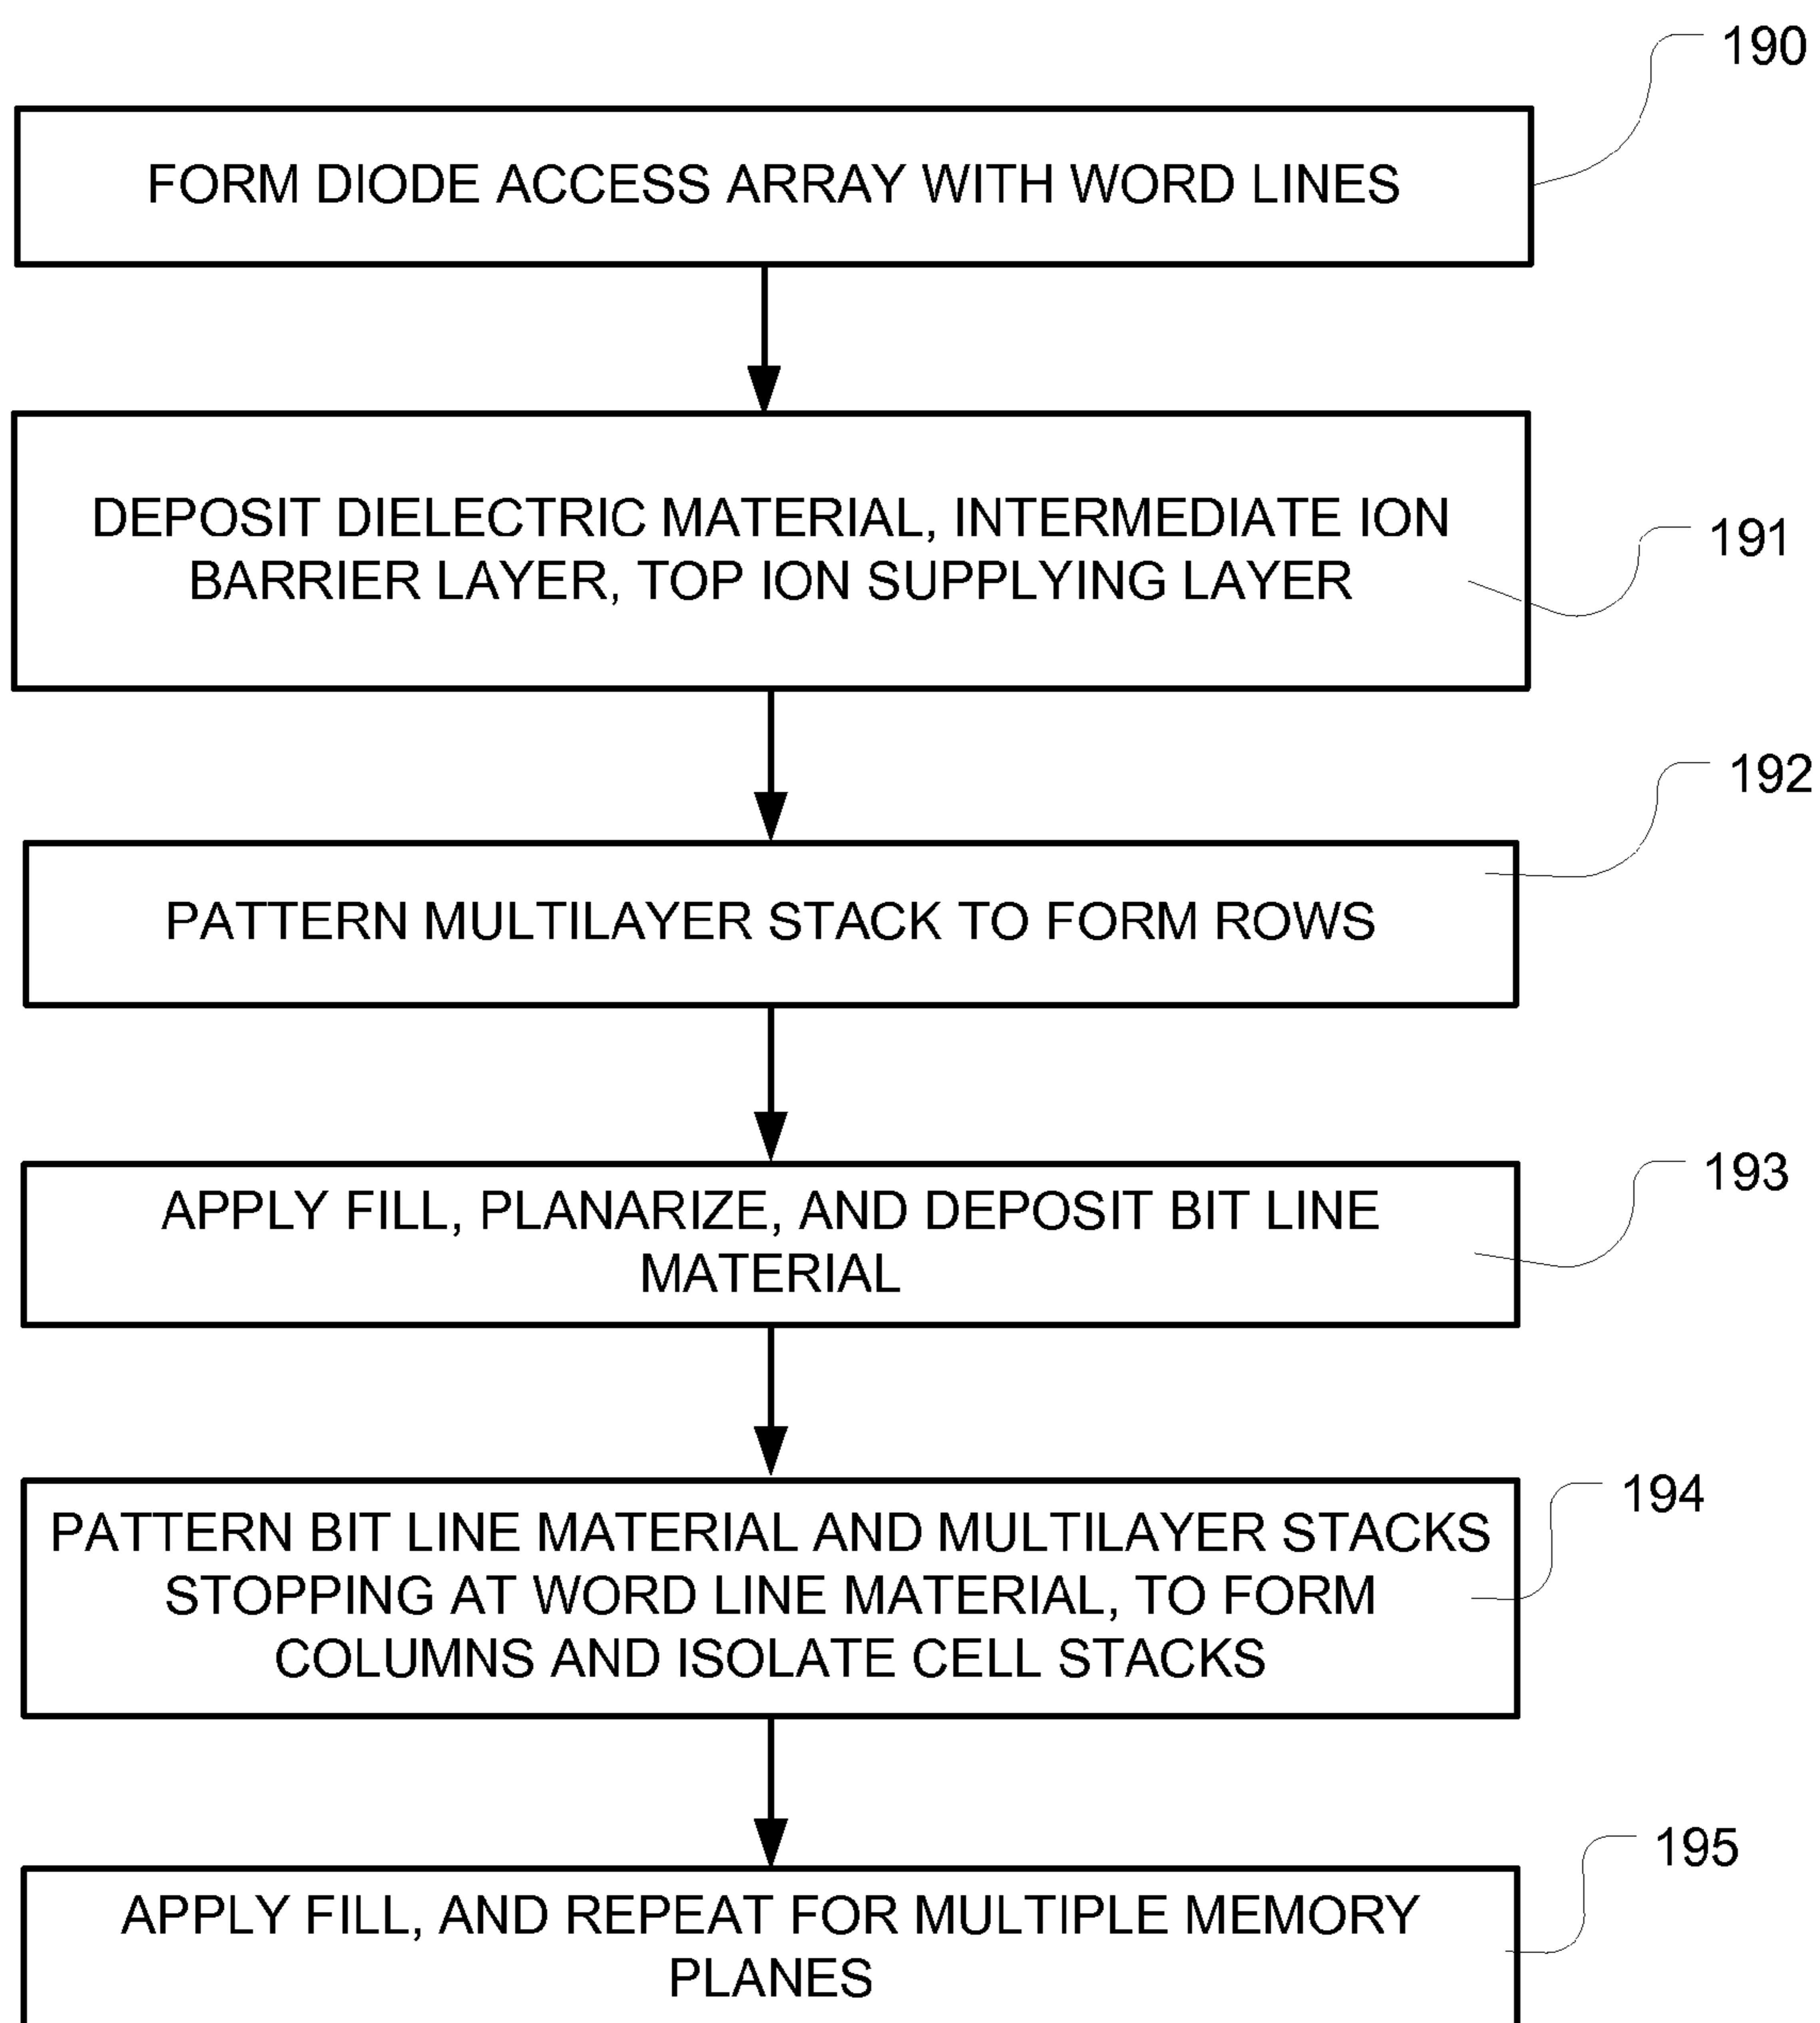 190
FORM DIODE ACCESS ARRAY WITH WORD LINES
DEPOSIT DIELECTRIC MATERIAL, INTERMEDIATE ION
BARRIER LAYER, TOP ION SUPPLYING LAYER
191
192
PATTERN MULTILAYER STACK TO FORM ROWS
193
APPLY FILL, PLANARIZE, AND DEPOSIT BIT LINE
MATERIAL
194
PATTERN BIT LINE MATERIAL AND MULTILAYER STACKS
STOPPING AT WORD LINE MATERIAL, TO FORM
COLUMNS AND ISOLATE CELL STACKS
195
APPLY FILL, AND REPEAT FOR MULTIPLE MEMORY
PLANES